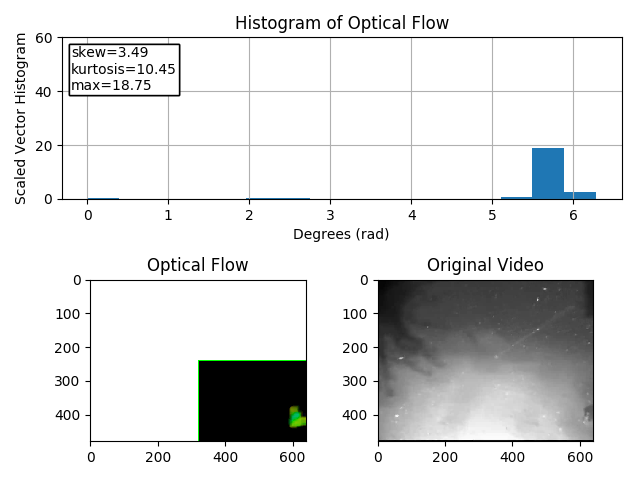 Histogram of Optical Flow
Scaled Vector Histogram
60
40
20
0
skew=3.49
kurtosis=10.45
max=18.75
0 1 2 3 4 5 6
Degrees (rad)
Optical Flow
0
100
200
300
400
0 200 400 600
Original Video
0
100
200
300
400
0 200 400 600